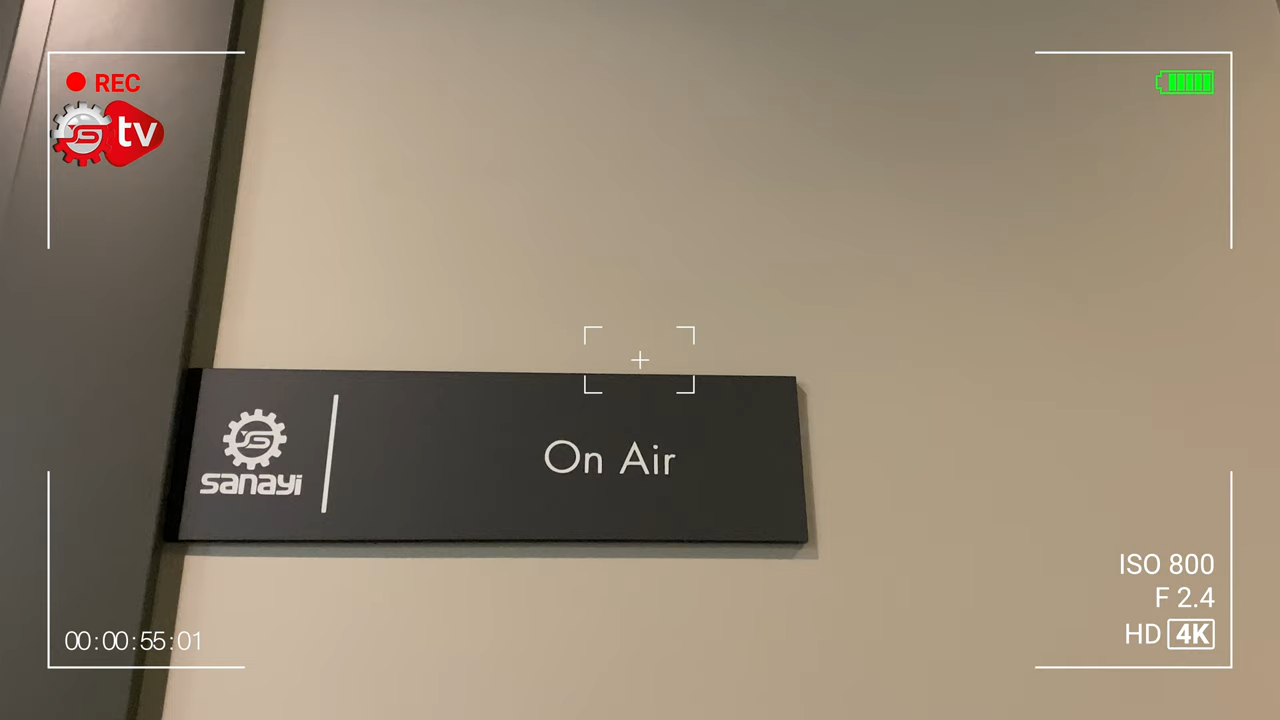 REC
tv
On Air
sanayi
ISO 800
F 2.4
HD 4K
00:00:55:01